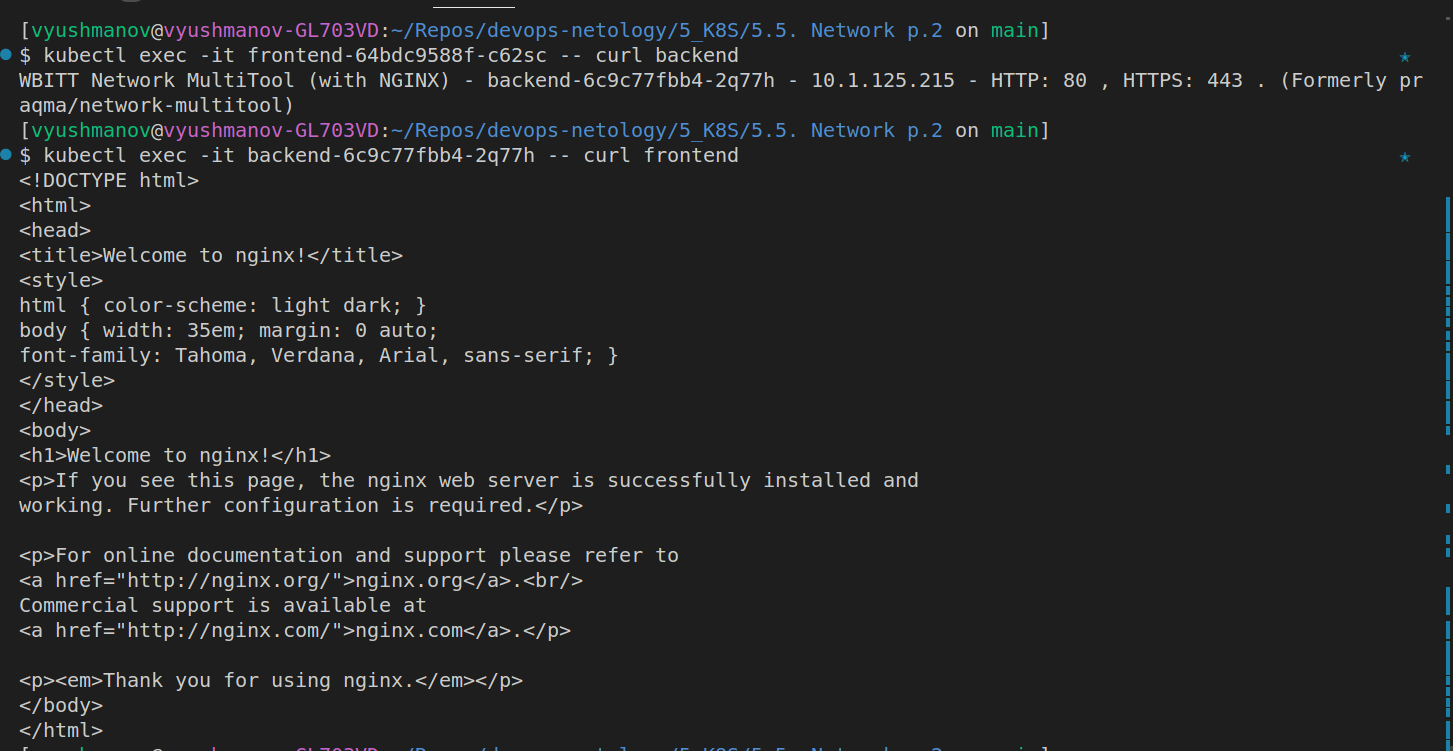 [vyushmanov@vyushmanov-GL703VD:~/Repos/devops-netology/5_K8S/5.5. Network p.2 on main]
$ kubectl exec -it frontend-64bdc9588f-c62sc -- curl backend
WBITT Network MultiTool (with NGINX) - backend-6c9c77fbb4-2q77h - 10.1.125.215 - HTTP: 80 , HTTPS: 443 . (Formerly pr
aqma/network-multitool)
[vyushmanov@vyushmanov-GL703VD:~/Repos/devops-netology/5_K8S/5.5. Network p.2 on main]
$ kubectl exec -it backend-6c9c77fbb4-2q77h -- curl frontend
<!DOCTYPE html>
<html>
<head>
<title>Welcome to nginx!</title>
<style>
html { color-scheme: light dark; }
body { width: 35em; margin: 0 auto;
font-family: Tahoma, Verdana, Arial, sans-serif; }
</style>
</head>
<body>
<h1>Welcome to nginx!</h1>
<p>If you see this page, the nginx web server is successfully installed and
working. Further configuration is required.</p>

<p>For online documentation and support please refer to
<a href="http://nginx.org/">nginx.org</a>.<br/>
Commercial support is available at
<a href="http://nginx.com/">nginx.com</a>.</p>

<p><em>Thank you for using nginx.</em></p>
</body>
</html>